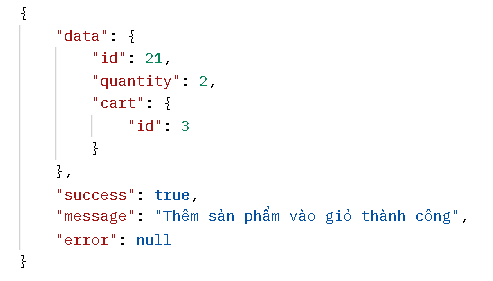 {
"data": {
"id": 21,
"quantity": 2,
"cart": {
"id": 3
}
},
"success": true,
"message": "Thêm sản phẩm vào giỏ thành công",
"error": null
}